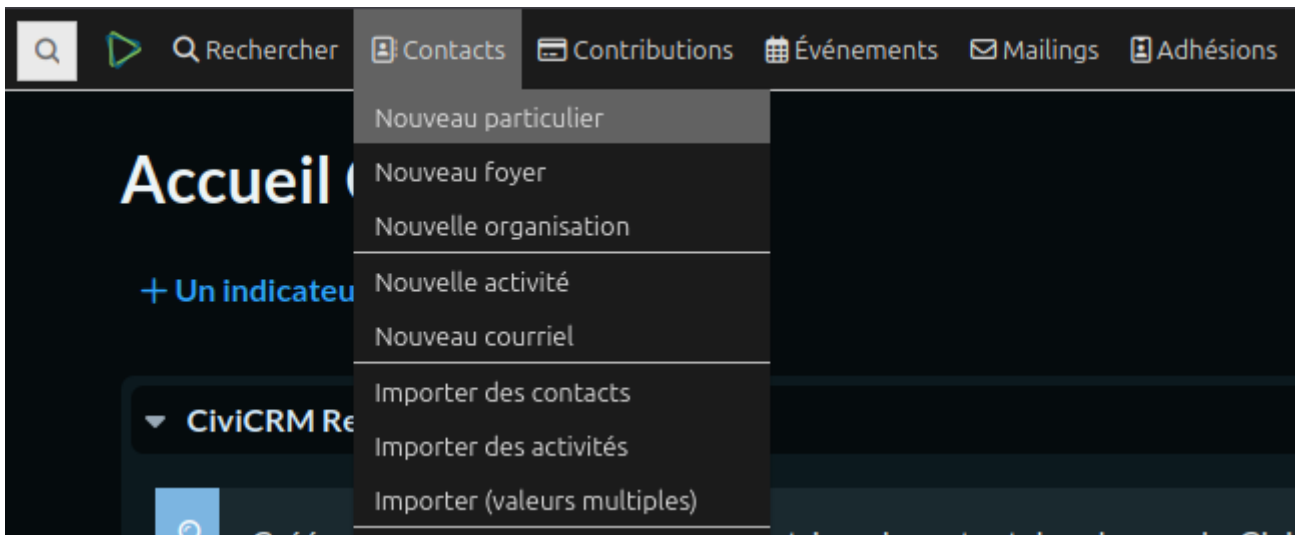 Rechercher Contacts Contributions Événements Mailings Adhésions
Nouveau particulier
Accueil
Nouveau foyer
Nouvelle organisation
+ Un indicateu
Nouvelle activité
Nouveau courriel
Importer des contacts
CiviCRM Re
Importer des activités
Importer (valeurs multiples)